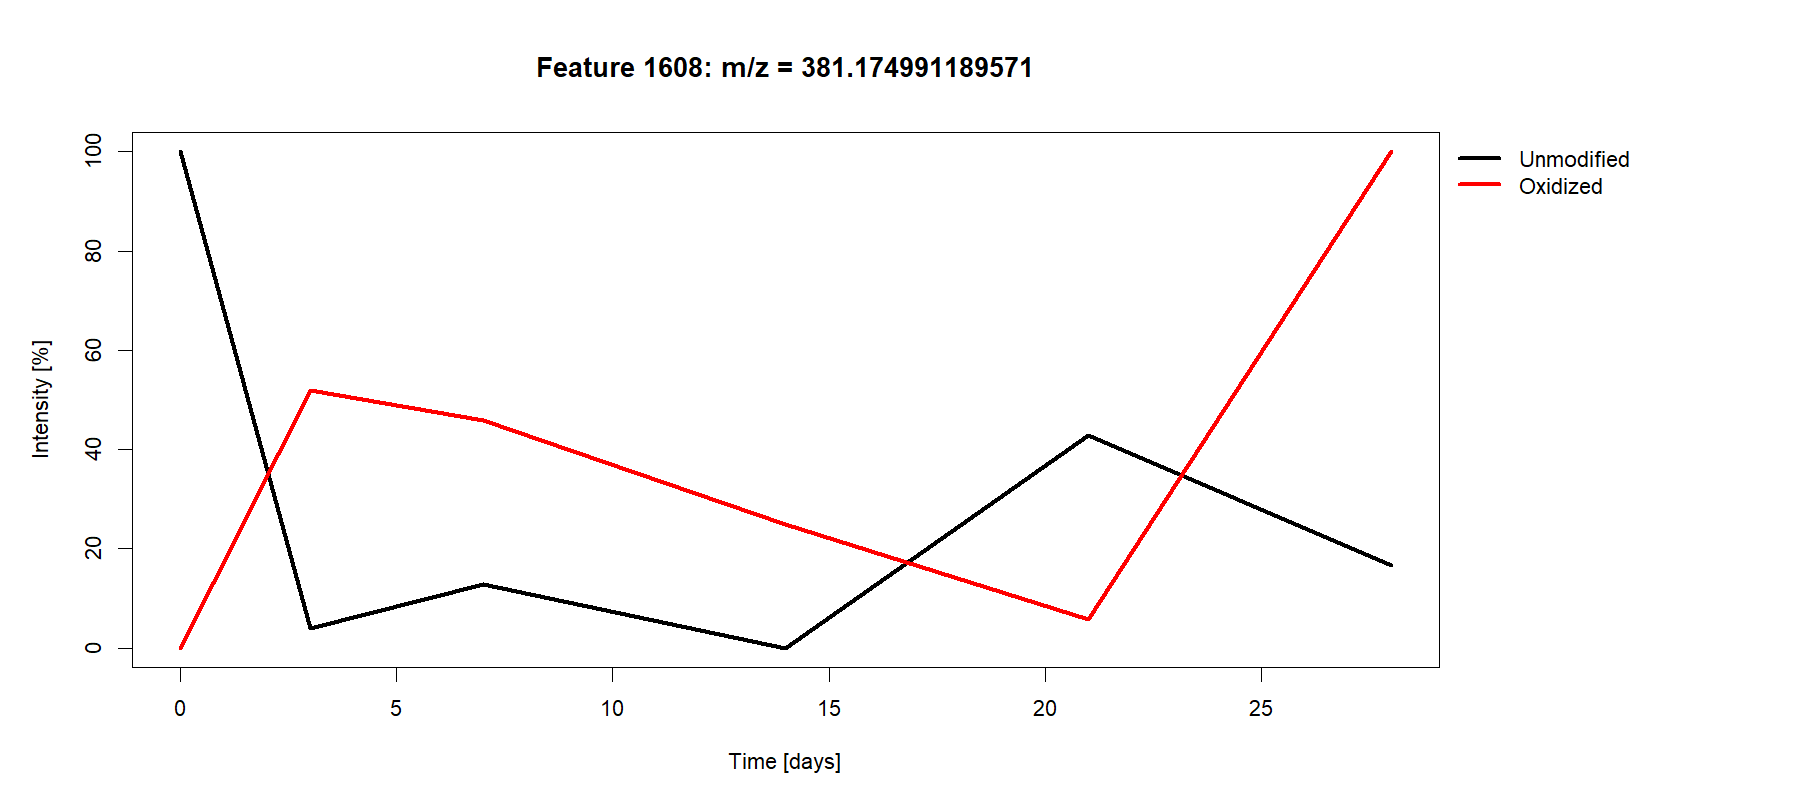 Feature 1608: m/z = 381.174991189571
Unmodified
Oxidized
Intensity [%]
100
80
60
40
20
0
0 5 10 15 20 25
Time [days]